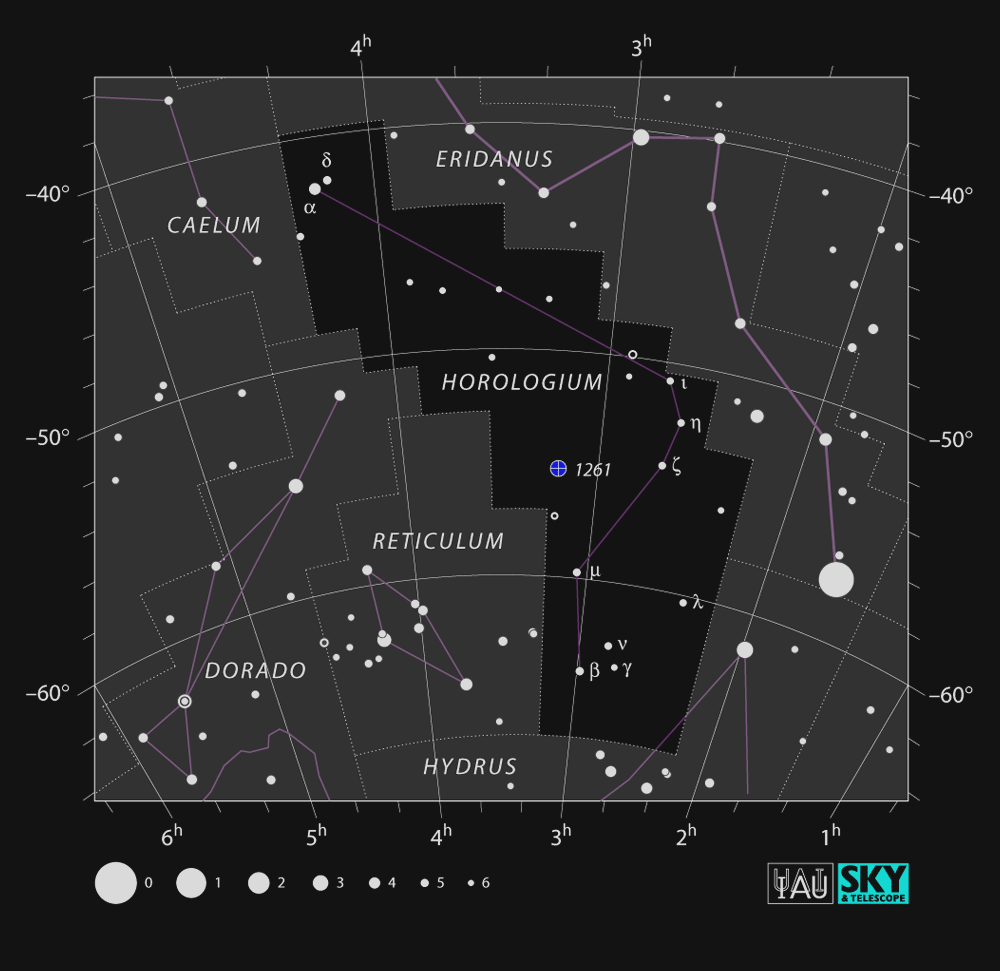 4h 3h
–40° –40°
ERIDANUS
δ
α
CAELUM
HOROLOGIUM
ι
η
ζ
1261
–50° –50°
RETICULUM
μ
λ
ν
β γ
DORADO
–60° –60°
HYDRUS
6h 5h 4h 3h 2h 1h
0 1 2 3 4 5 6
IAU
SKY
& TELESCOPE